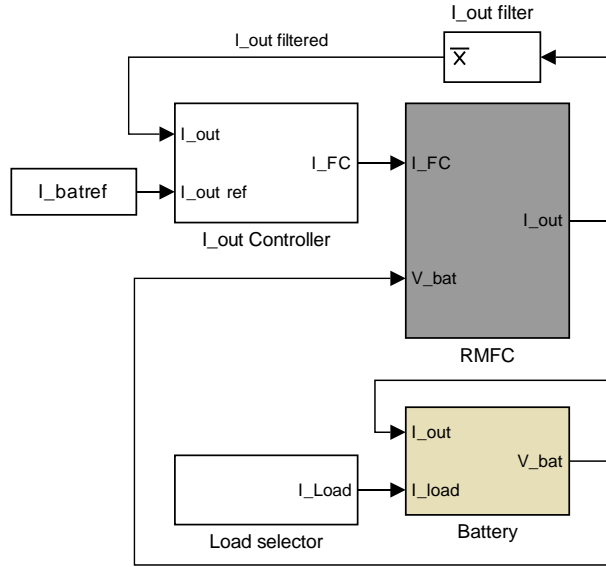 I_out filter
I_out filtered
x
I_out
I_FC
I_FC
I_batref
I_out ref
I_out
I_out Controller
V_bat
RMFC
I_out
V_bat
I_Load
I_load
Load selector
Battery